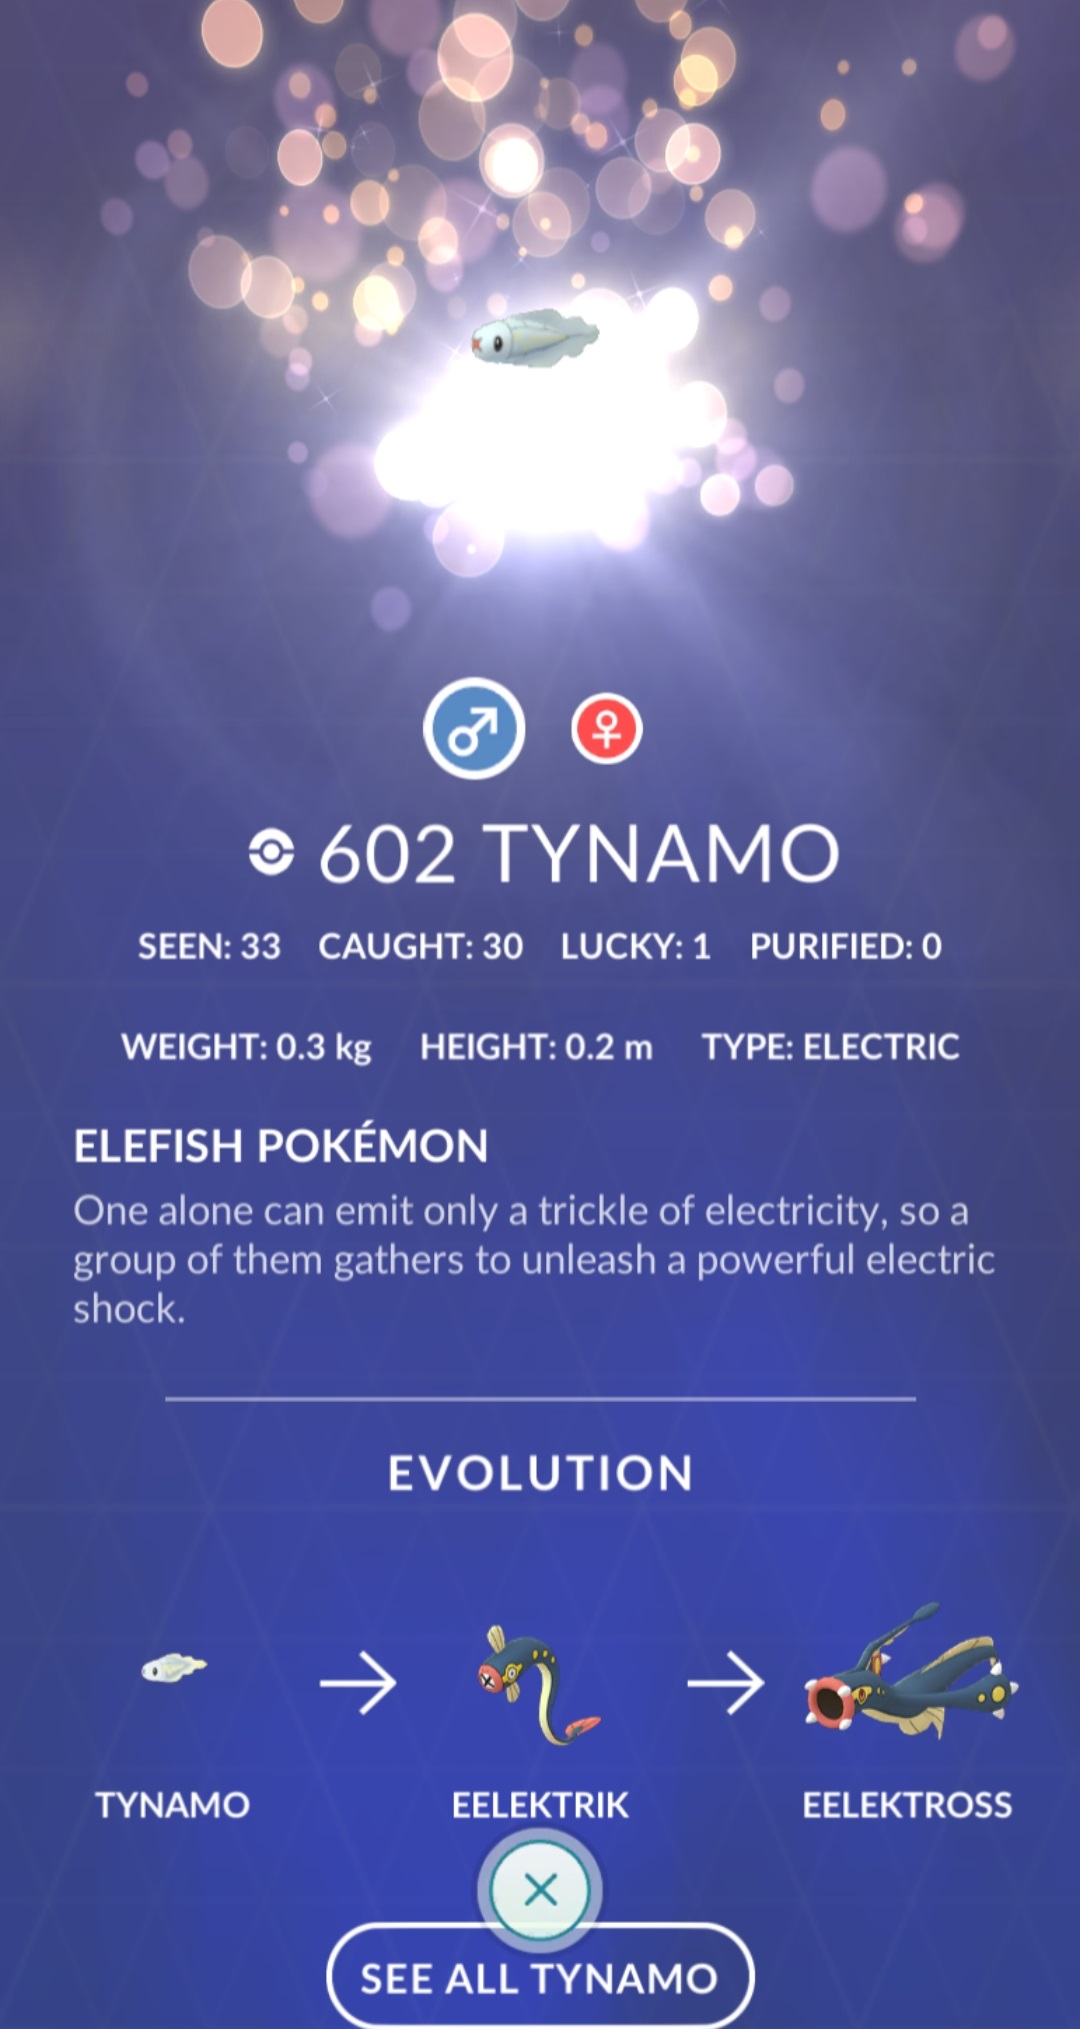 602 TYNAMO
SEEN: 33 CAUGHT: 30 LUCKY: 1 PURIFIED: 0
WEIGHT: 0.3 kg HEIGHT: 0.2 m TYPE: ELECTRIC
ELEFISH POKÉMON
One alone can emit only a trickle of electricity, so a
group of them gathers to unleash a powerful electric
shock.
EVOLUTION
TYNAMO EELEKTRIK EELEKTROSS
SEE ALL TYNAMO